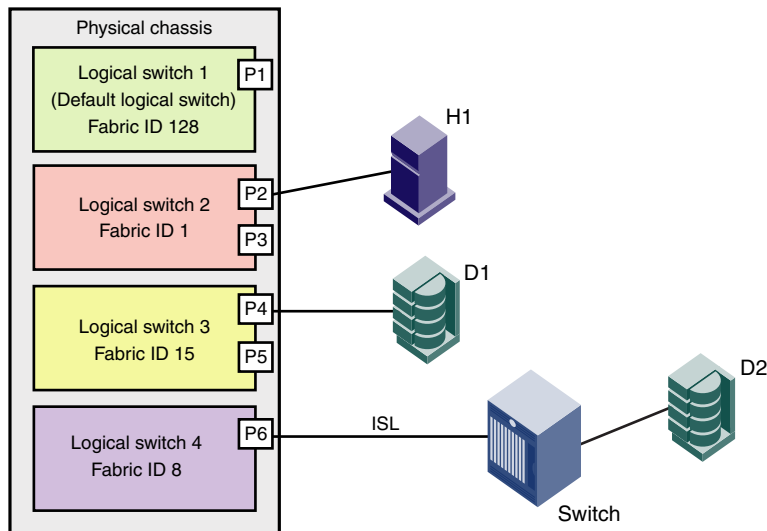 Physical chassis
Logical switch 1
(Default logical switch)
Fabric ID 128
P1
Logical switch 2
Fabric ID 1
P2
P3
Logical switch 3
Fabric ID 15
P4
P5
Logical switch 4
Fabric ID 8
P6
H1
D1
ISL
Switch
D2